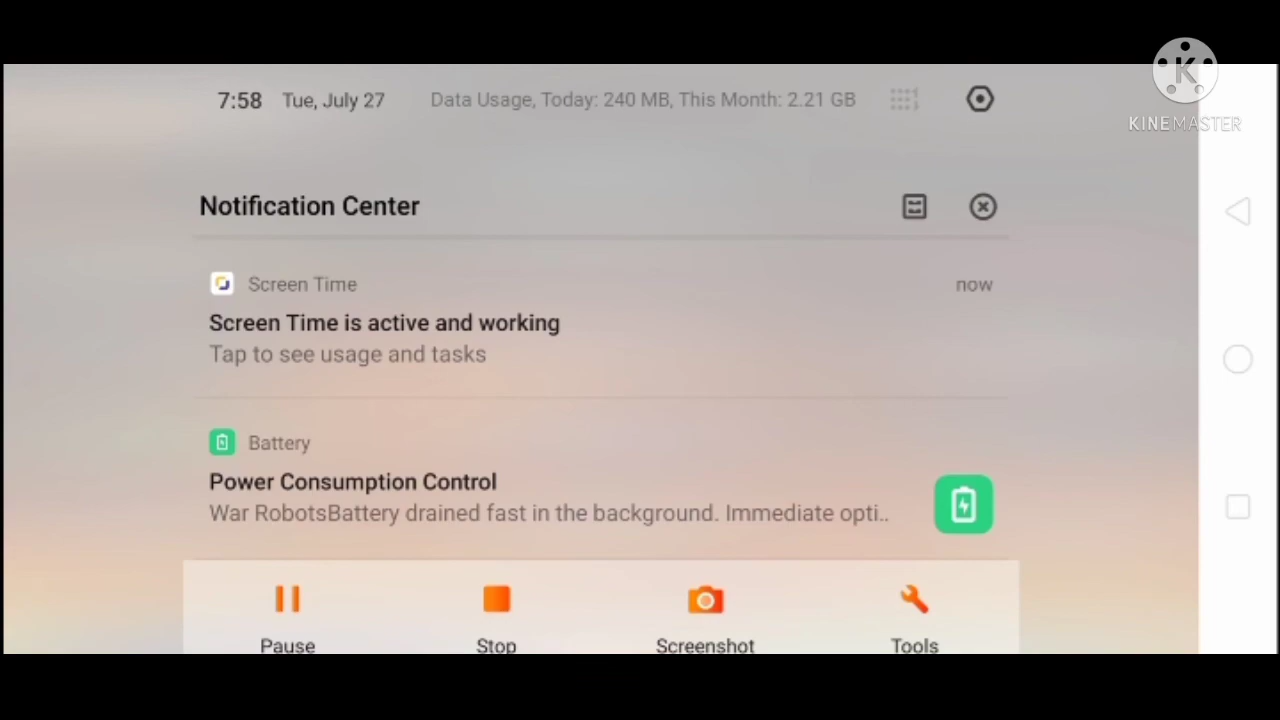 K
KINEMASTER
7:58 Tue, July 27 Data Usage, Today: 240 MB, This Month: 2.21 GB
Notification Center
Screen Time now
Screen Time is active and working
Tap to see usage and tasks
Battery
Power Consumption Control
War RobotsBattery drained fast in the background. Immediate opti..
Pause Stop Screenshot Tools